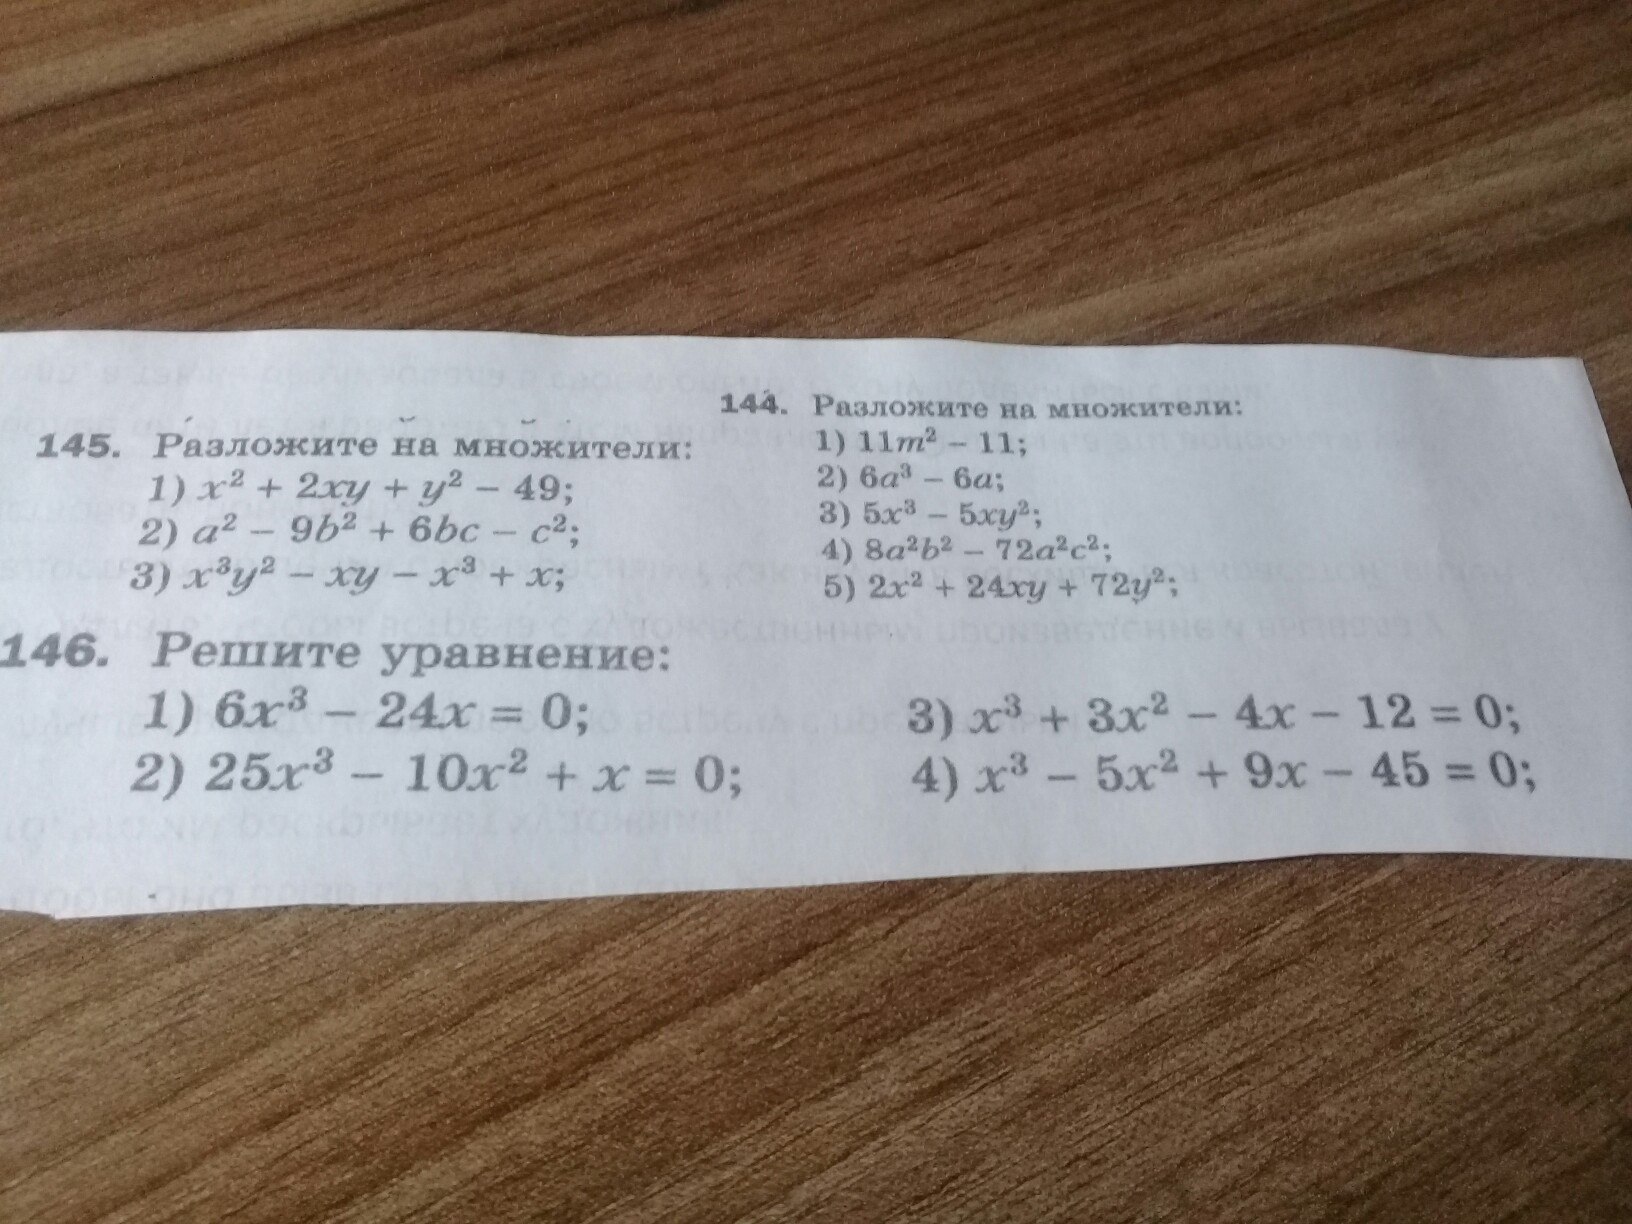 144. Разложите на множители:
1) 11m² – 11;
2) 6a³ – 6a;
3) 5x³ – 5xy²;
4) 8a²b² – 72a²c²;
5) 2x² + 24xy + 72y²;
145. Разложите на множители:
1) x² + 2xy + y² – 49;
2) a² – 9b² + 6bc – c²;
3) x³y² – xy – x³ + x;
146. Решите уравнение:
1) 6x³ – 24x = 0;
2) 25x³ – 10x² + x = 0;
3) x³ + 3x² – 4x – 12 = 0;
4) x³ – 5x² + 9x – 45 = 0;